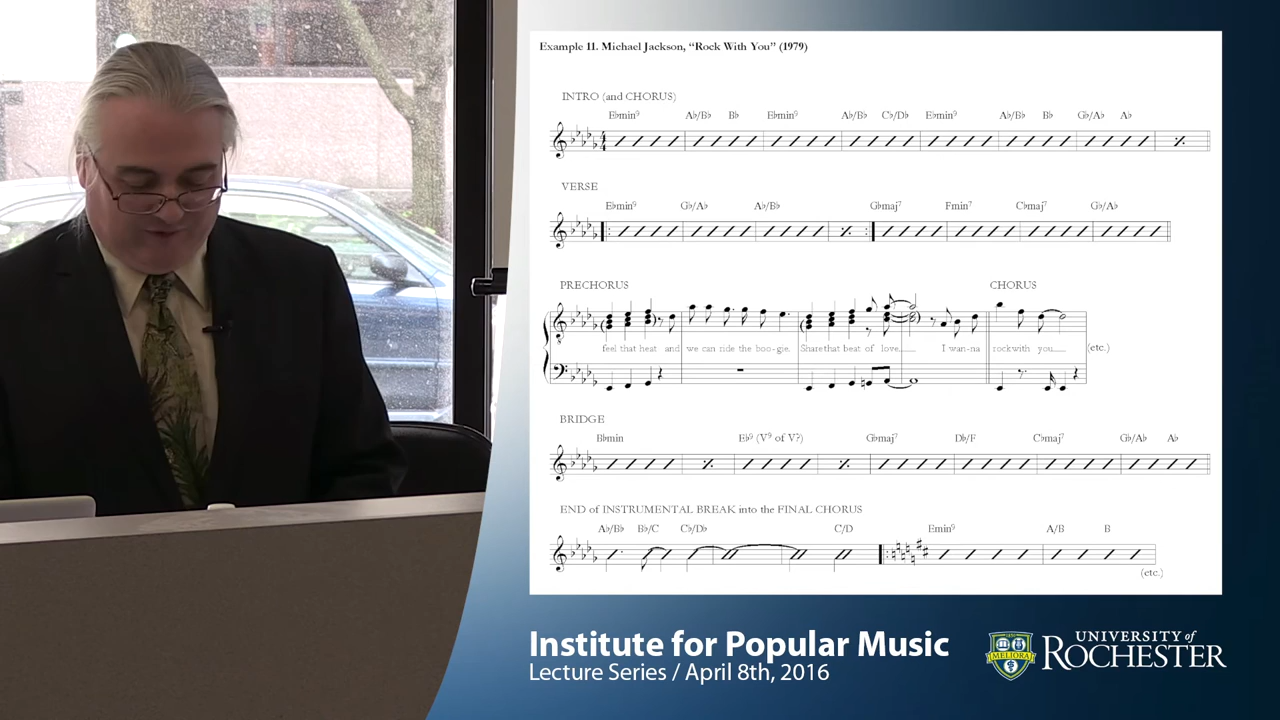 Example 11. Michael Jackson, “Rock With You” (1979)
INTRO (and CHORUS)
E♭min⁹ A♭/B♭ B♭ E♭min⁹ A♭/B♭ C♭/D♭ E♭min⁹ A♭/B♭ B♭ G♭/A♭ A♭
VERSE
E♭min⁹ G♭/A♭ A♭/B♭ G♭maj⁷ Fmin⁷ C♭maj⁷ G♭/A♭
PRECHORUS CHORUS
feel that heat and we can ride the boo-gie. Share that beat of love I wan-na rock with you (etc.)
BRIDGE
B♭min E♭⁹ (V⁹ of V?) G♭maj⁷ D♭/F C♭maj⁷ G♭/A♭ A♭
END of INSTRUMENTAL BREAK into the FINAL CHORUS
A♭/B♭ B♭/C C♭/D♭ C/D Emin⁹ A/B B
(etc.)
Institute for Popular Music
Lecture Series / April 8th, 2016
MELIORA
UNIVERSITY of
ROCHESTER